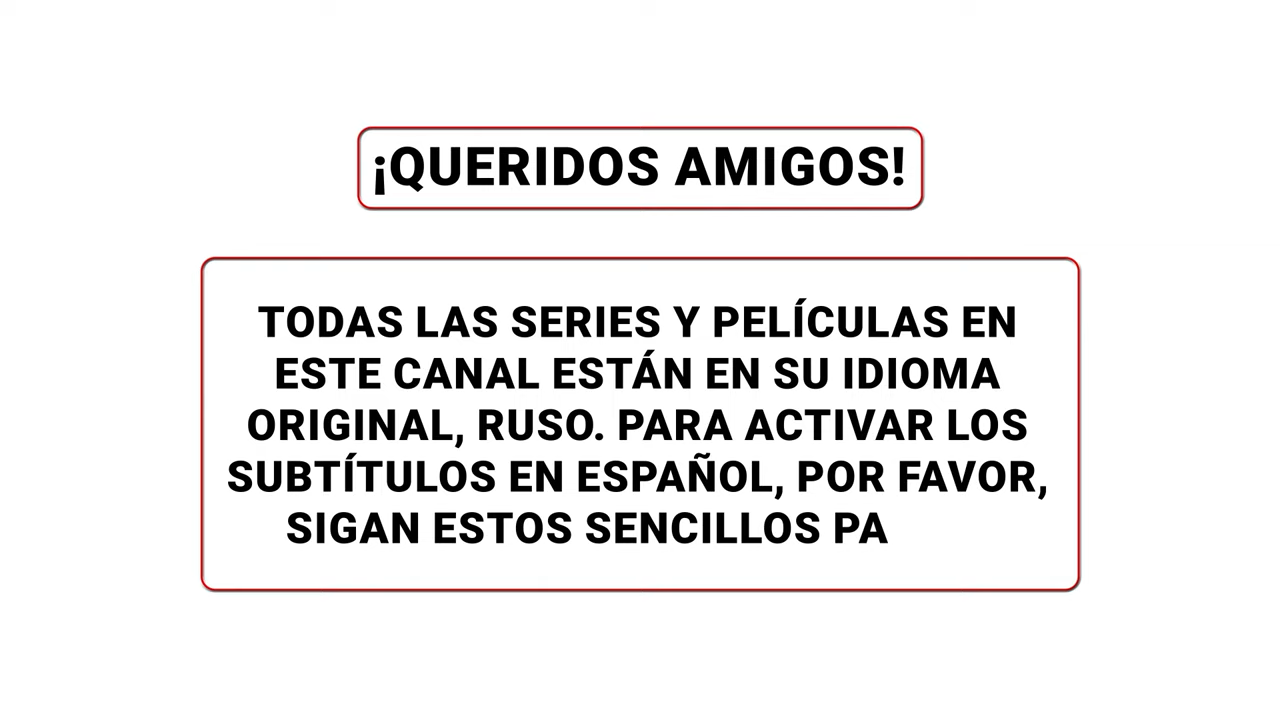 ¡QUERIDOS AMIGOS!
TODAS LAS SERIES Y PELÍCULAS EN
ESTE CANAL ESTÁN EN SU IDIOMA
ORIGINAL, RUSO. PARA ACTIVAR LOS
SUBTÍTULOS EN ESPAÑOL, POR FAVOR,
SIGAN ESTOS SENCILLOS PA